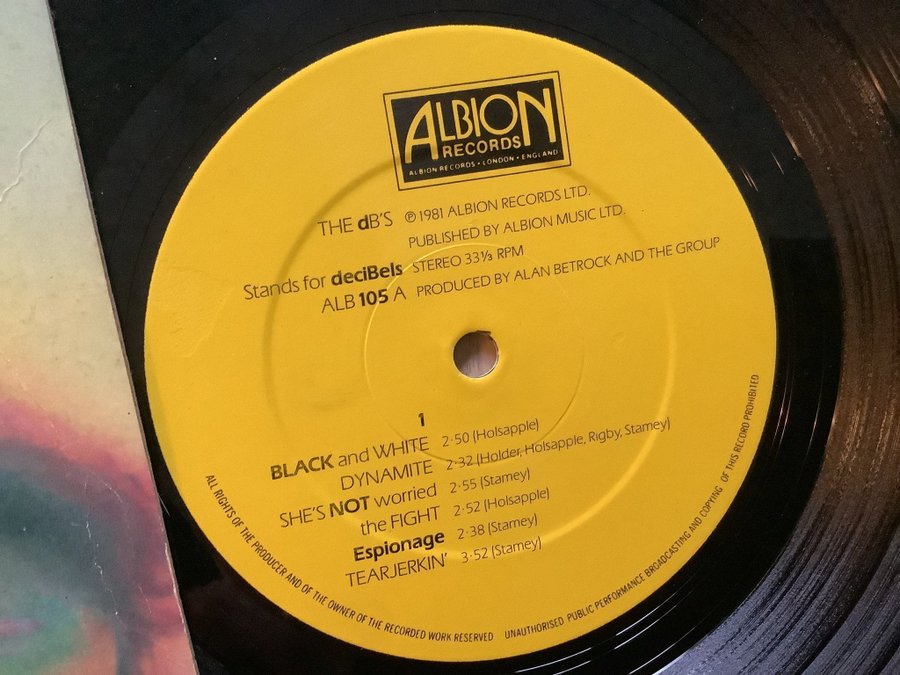 ALBION
RECORDS
ALBION RECORDS • LONDON • ENGLAND
THE dB'S ℗ 1981 ALBION RECORDS LTD.
PUBLISHED BY ALBION MUSIC LTD.
Stands for deciBels STEREO 33⅓ RPM
ALB 105 A PRODUCED BY ALAN BETROCK AND THE GROUP
1
BLACK and WHITE 2·50 (Holsapple)
DYNAMITE 2·32 (Holder, Holsapple, Rigby, Stamey)
SHE'S NOT worried 2·55 (Stamey)
the FIGHT 2·52 (Holsapple)
Espionage 2·38 (Stamey)
TEARJERKIN' 3·52 (Stamey)
ALL RIGHTS OF THE PRODUCER AND OF THE OWNER OF THE RECORDED WORK RESERVED UNAUTHORISED PUBLIC PERFORMANCE BROADCASTING AND COPYING OF THIS RECORD PROHIBITED